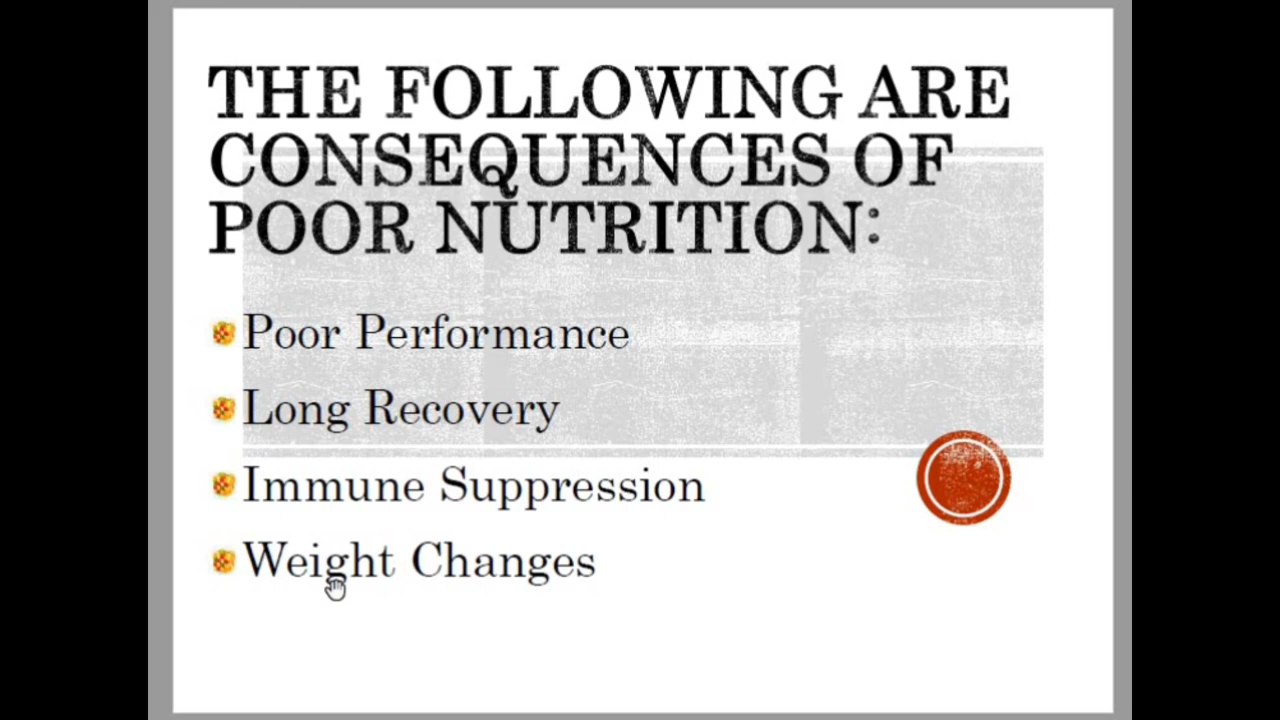 THE FOLLOWING ARE
CONSEQUENCES OF
POOR NUTRITION:
Poor Performance
Long Recovery
Immune Suppression
Weight Changes